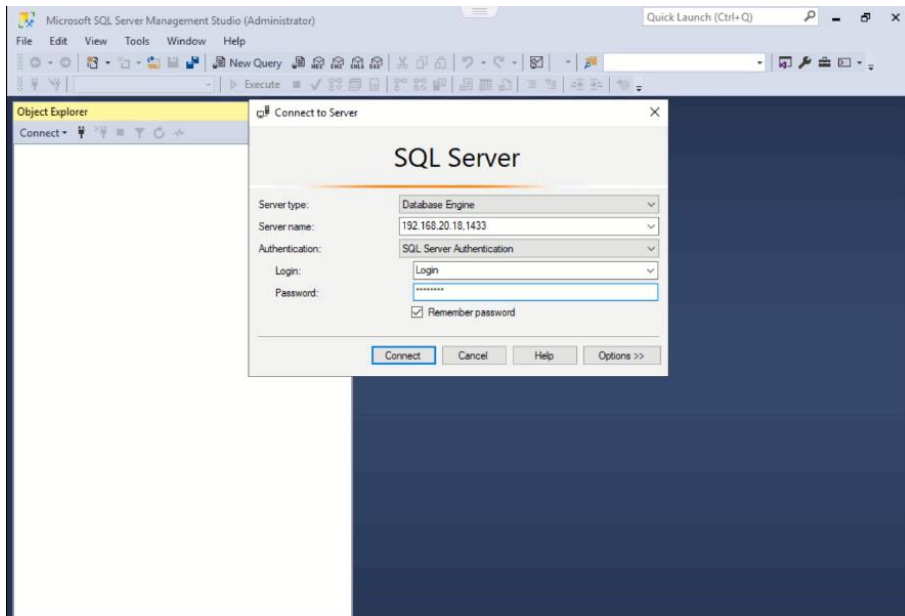 Microsoft SQL Server Management Studio (Administrator)
Quick Launch (Ctrl+Q)
File Edit View Tools Window Help
New Query
Execute
Object Explorer
Connect
Connect to Server
SQL Server
Server type: Database Engine
Server name: 192.168.20.18,1433
Authentication: SQL Server Authentication
Login: Login
Password: ********
Remember password
Connect Cancel Help Options >>